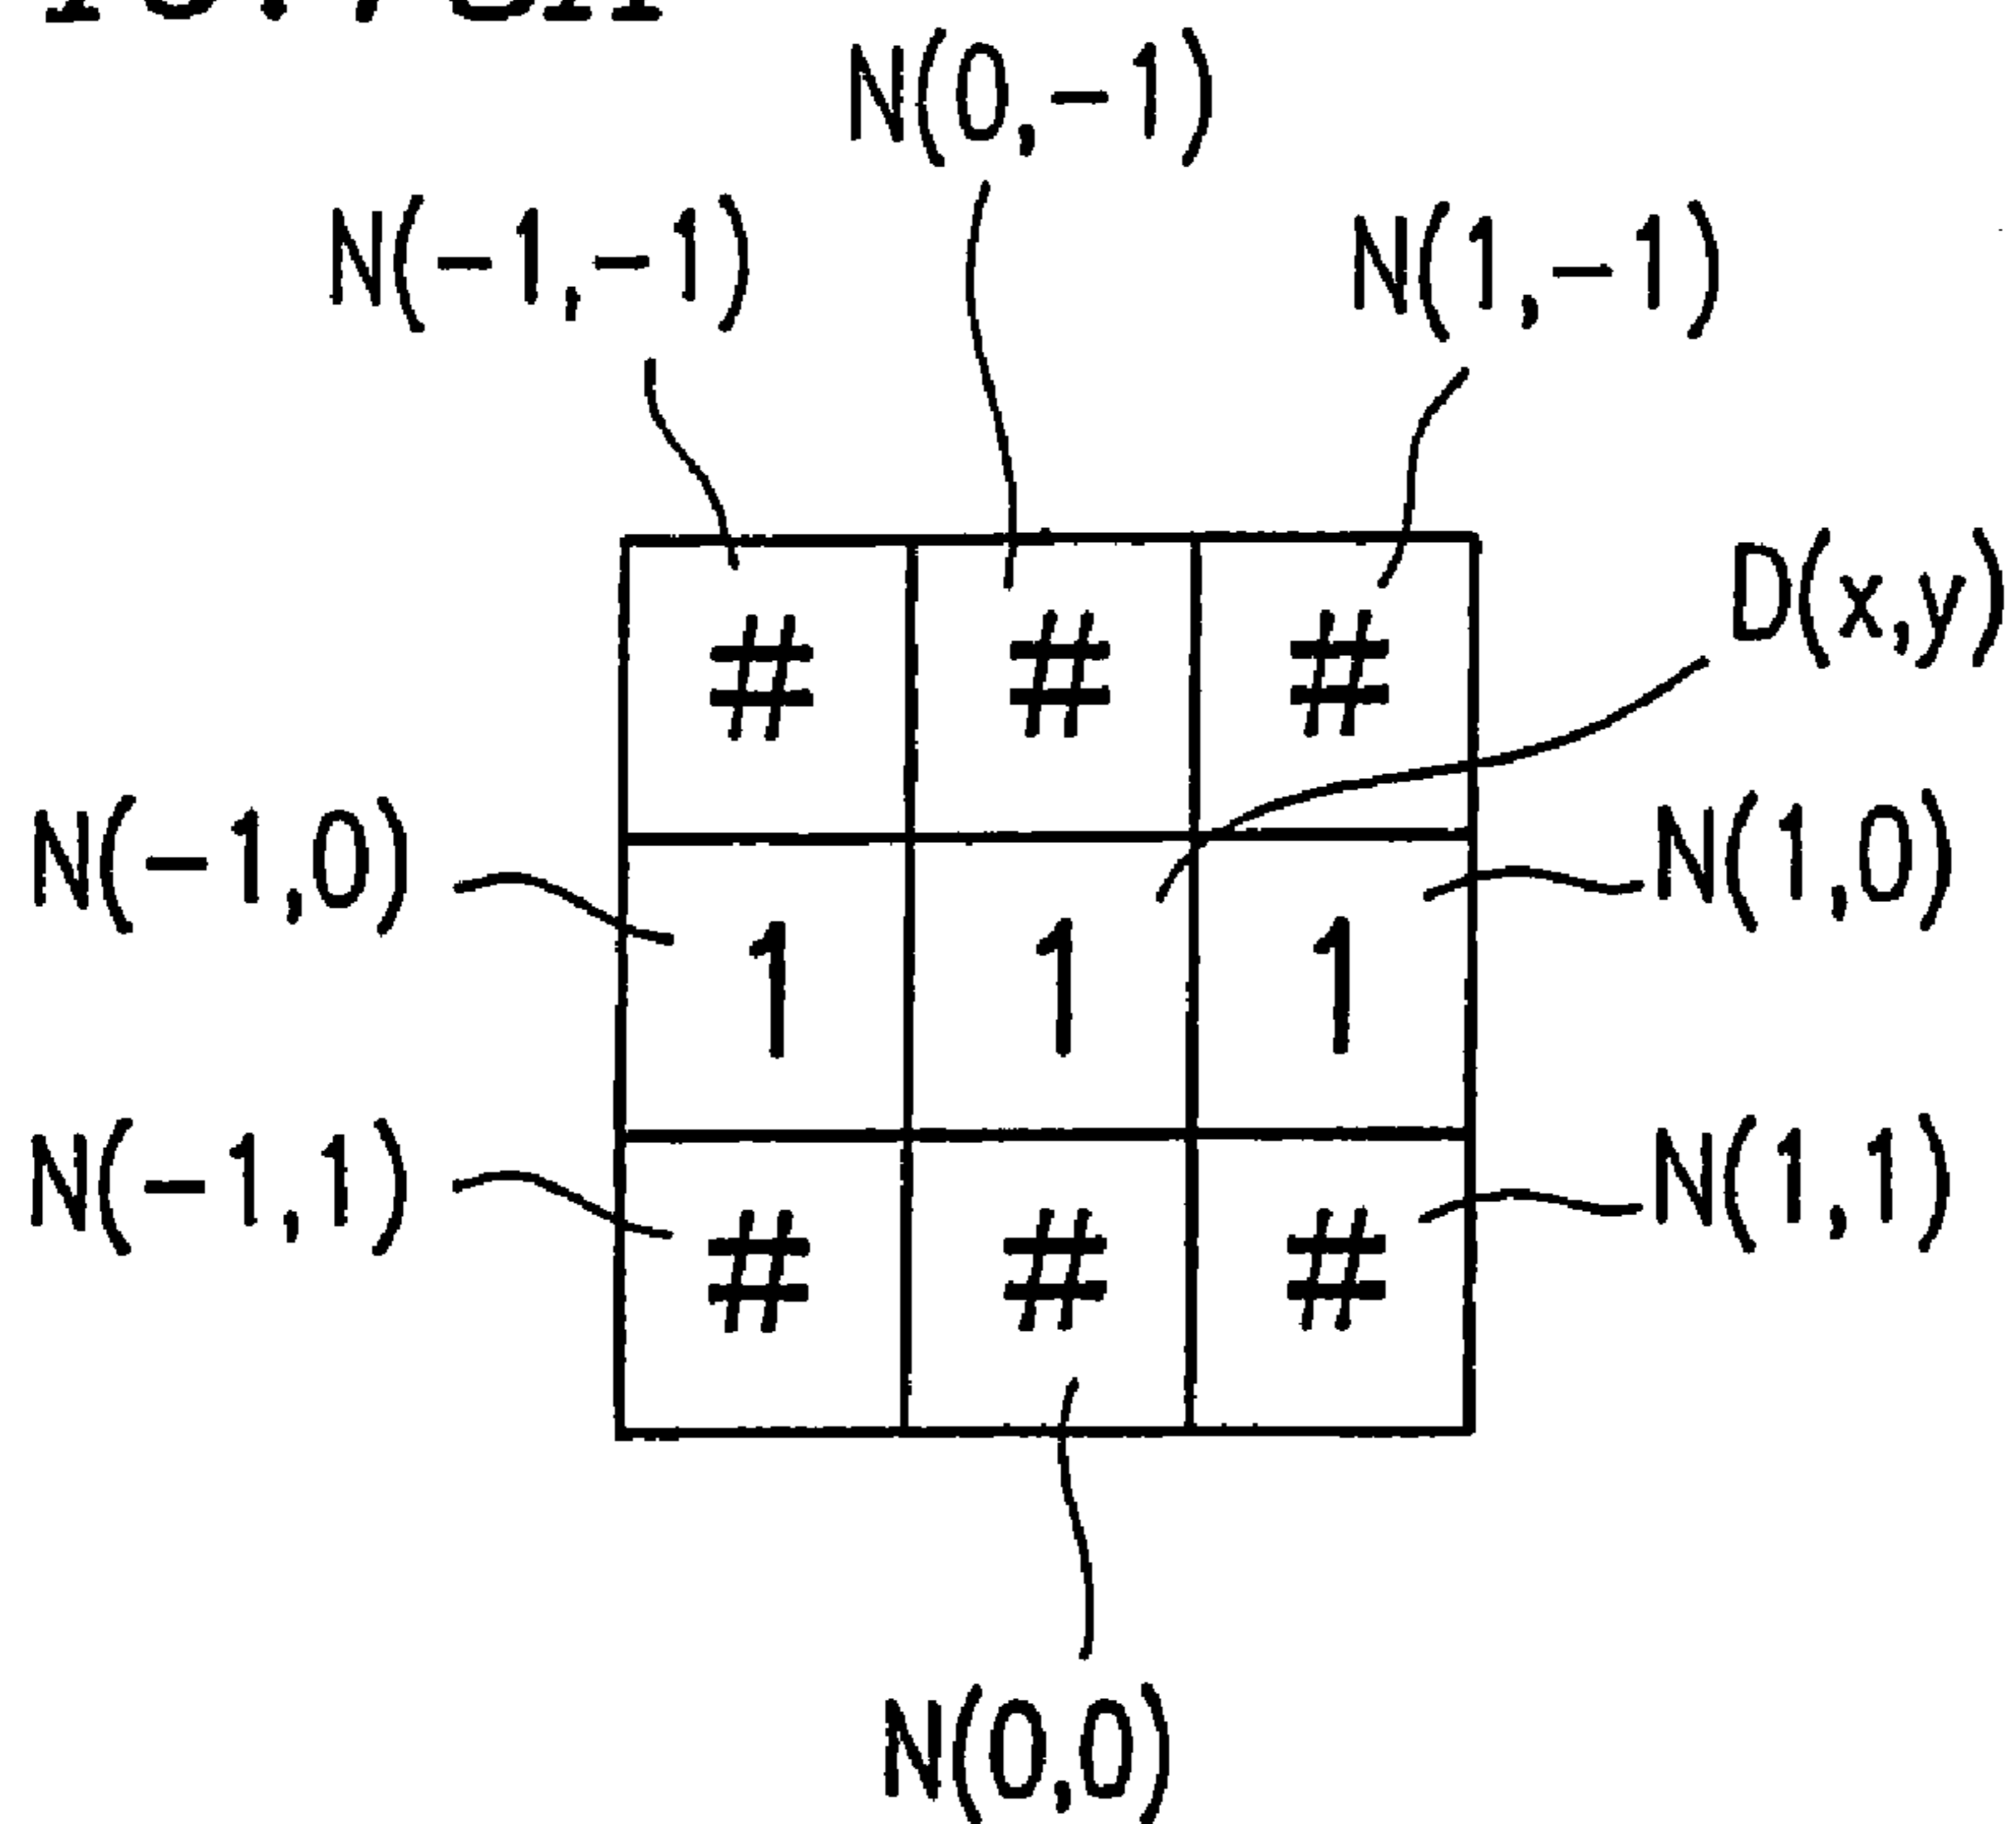 N(0,-1)
N(-1,-1) N(1,-1)
D(x,y)
# # #
N(-1,0) N(1,0)
1 1 1
N(-1,1) N(1,1)
# # #
N(0,0)